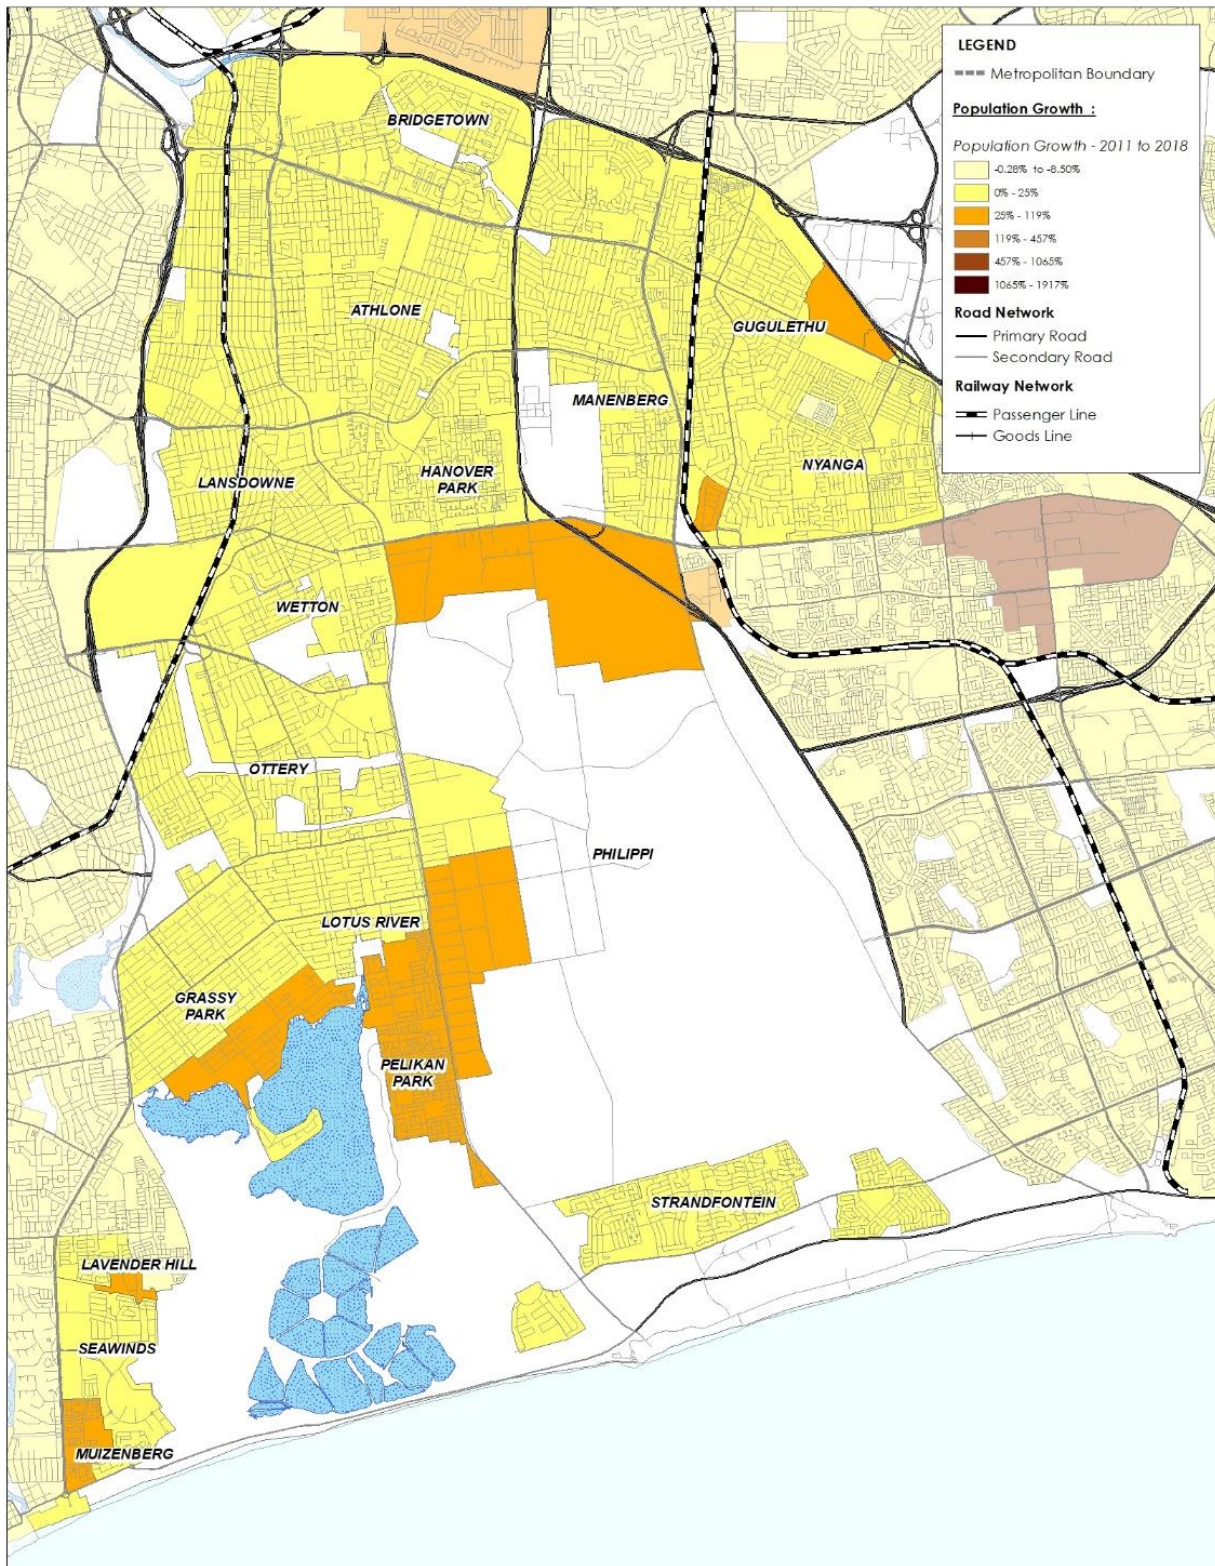 LEGEND
Metropolitan Boundary
Population Growth :
Population Growth - 2011 to 2018
-0.28% to -8.50%
0% - 25%
25% - 119%
119% - 457%
457% - 1065%
1065% - 1917%
Road Network
Primary Road
Secondary Road
Railway Network
Passenger Line
Goods Line
BRIDGETOWN
ATHLONE
GUGULETHU
MANENBERG
HANOVER
PARK
NYANGA
LANSDOWNE
WETTON
OTTERY
PHILIPPI
LOTUS RIVER
GRASSY
PARK
PELIKAN
PARK
STRANDFONTEIN
LAVENDER HILL
SEAWINDS
MUIZENBERG